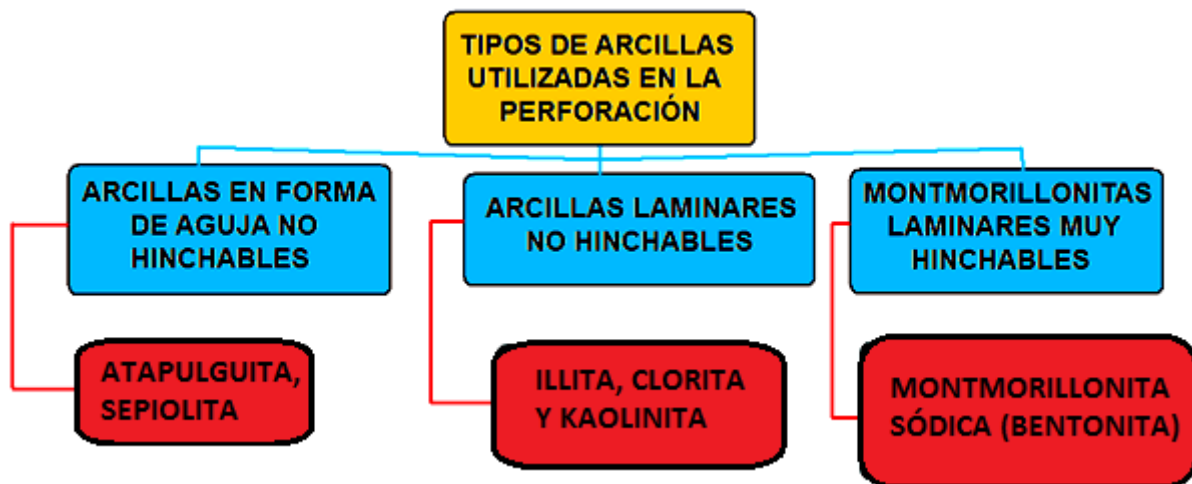 TIPOS DE ARCILLAS
UTILIZADAS EN LA
PERFORACIÓN
ARCILLAS EN FORMA
DE AGUJA NO
HINCHABLES
ARCILLAS LAMINARES
NO HINCHABLES
MONTMORILLONITAS
LAMINARES MUY
HINCHABLES
ATAPULGUITA,
SEPIOLITA
ILLITA, CLORITA
Y KAOLINITA
MONTMORILLONITA
SÓDICA (BENTONITA)